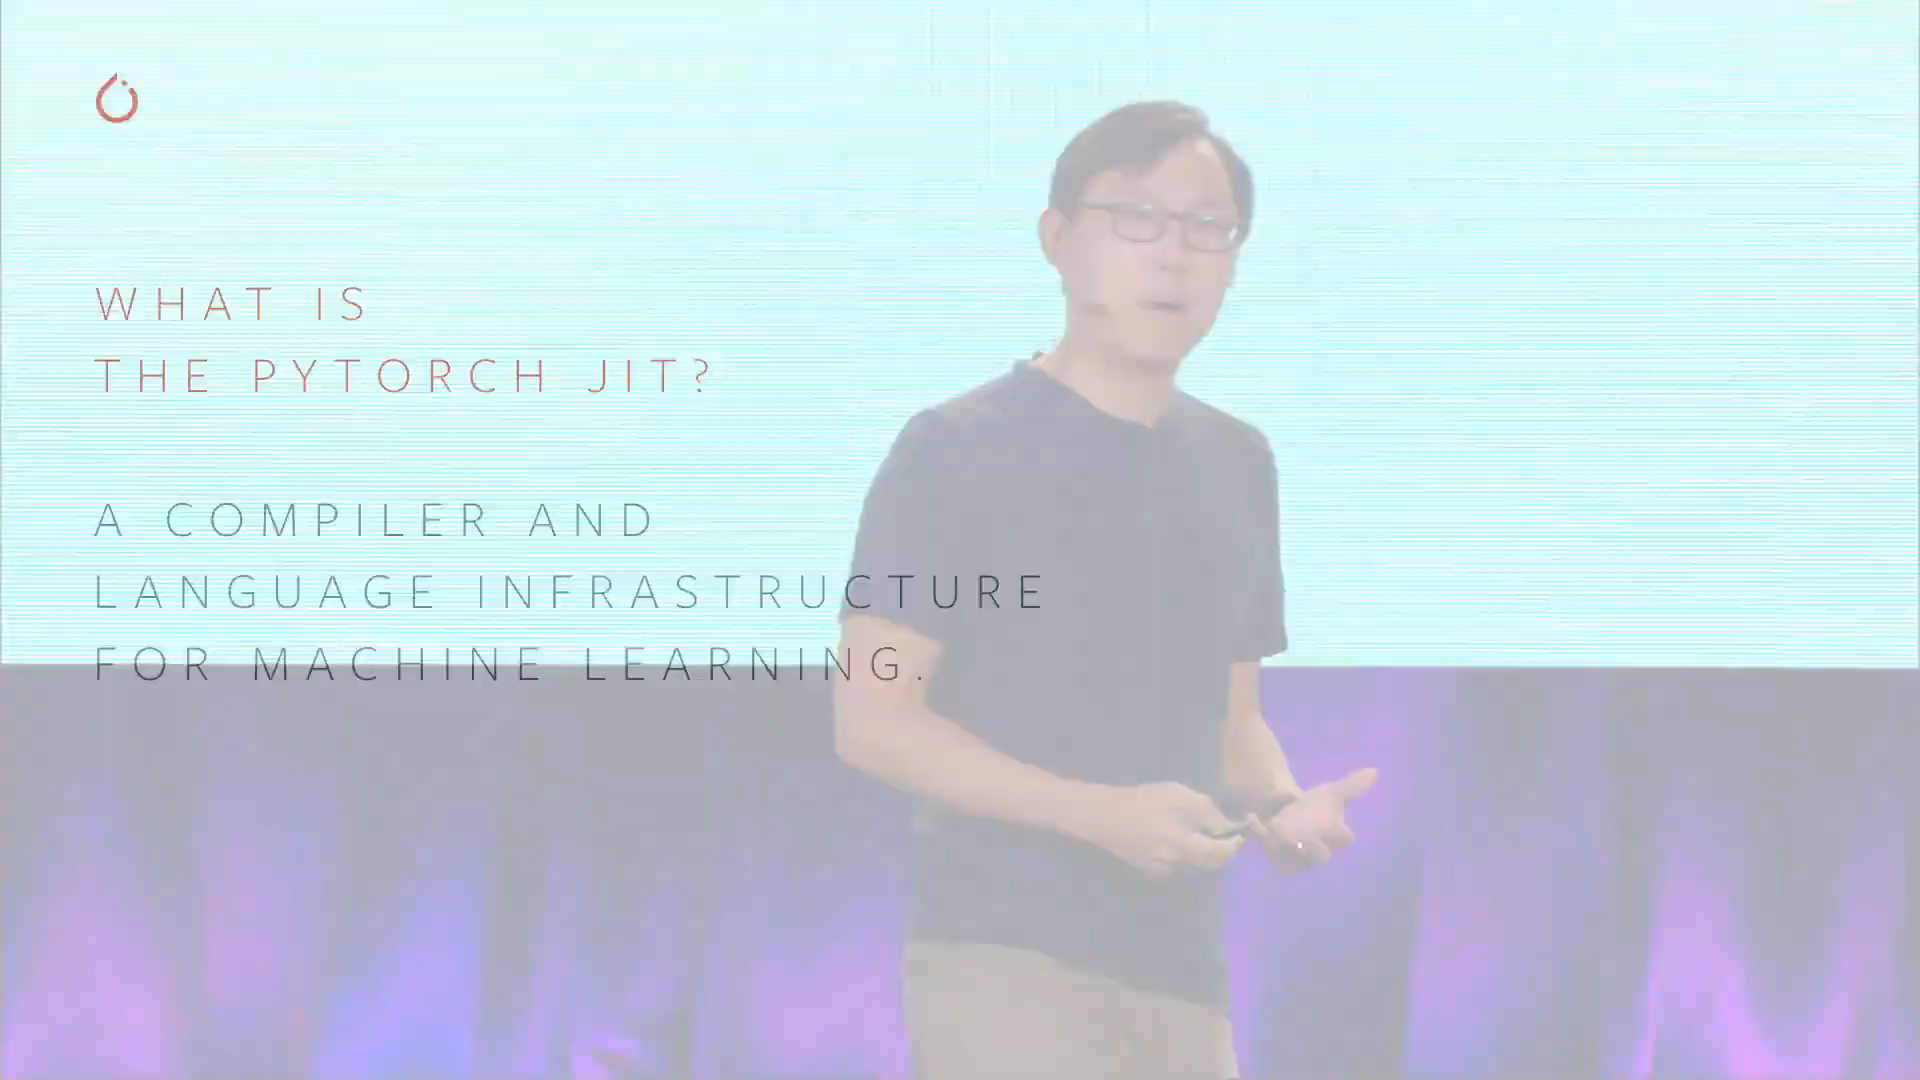 WHAT IS
THE PYTORCH JIT?
A COMPILER AND
LANGUAGE INFRASTRUCTURE
FOR MACHINE LEARNING.